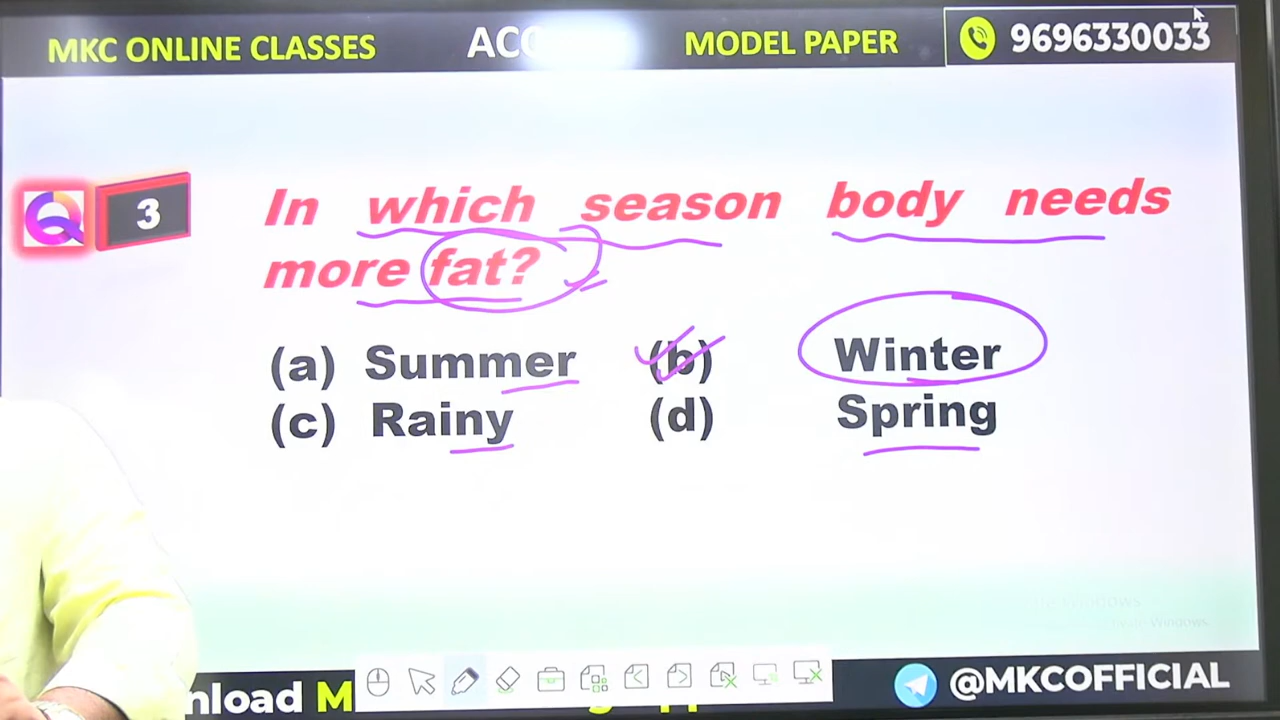 MKC ONLINE CLASSES MODEL PAPER 9696330033
3 In which season body needs
more fat?
(a) Summer (b) Winter
(c) Rainy (d) Spring
@MKCOFFICIAL